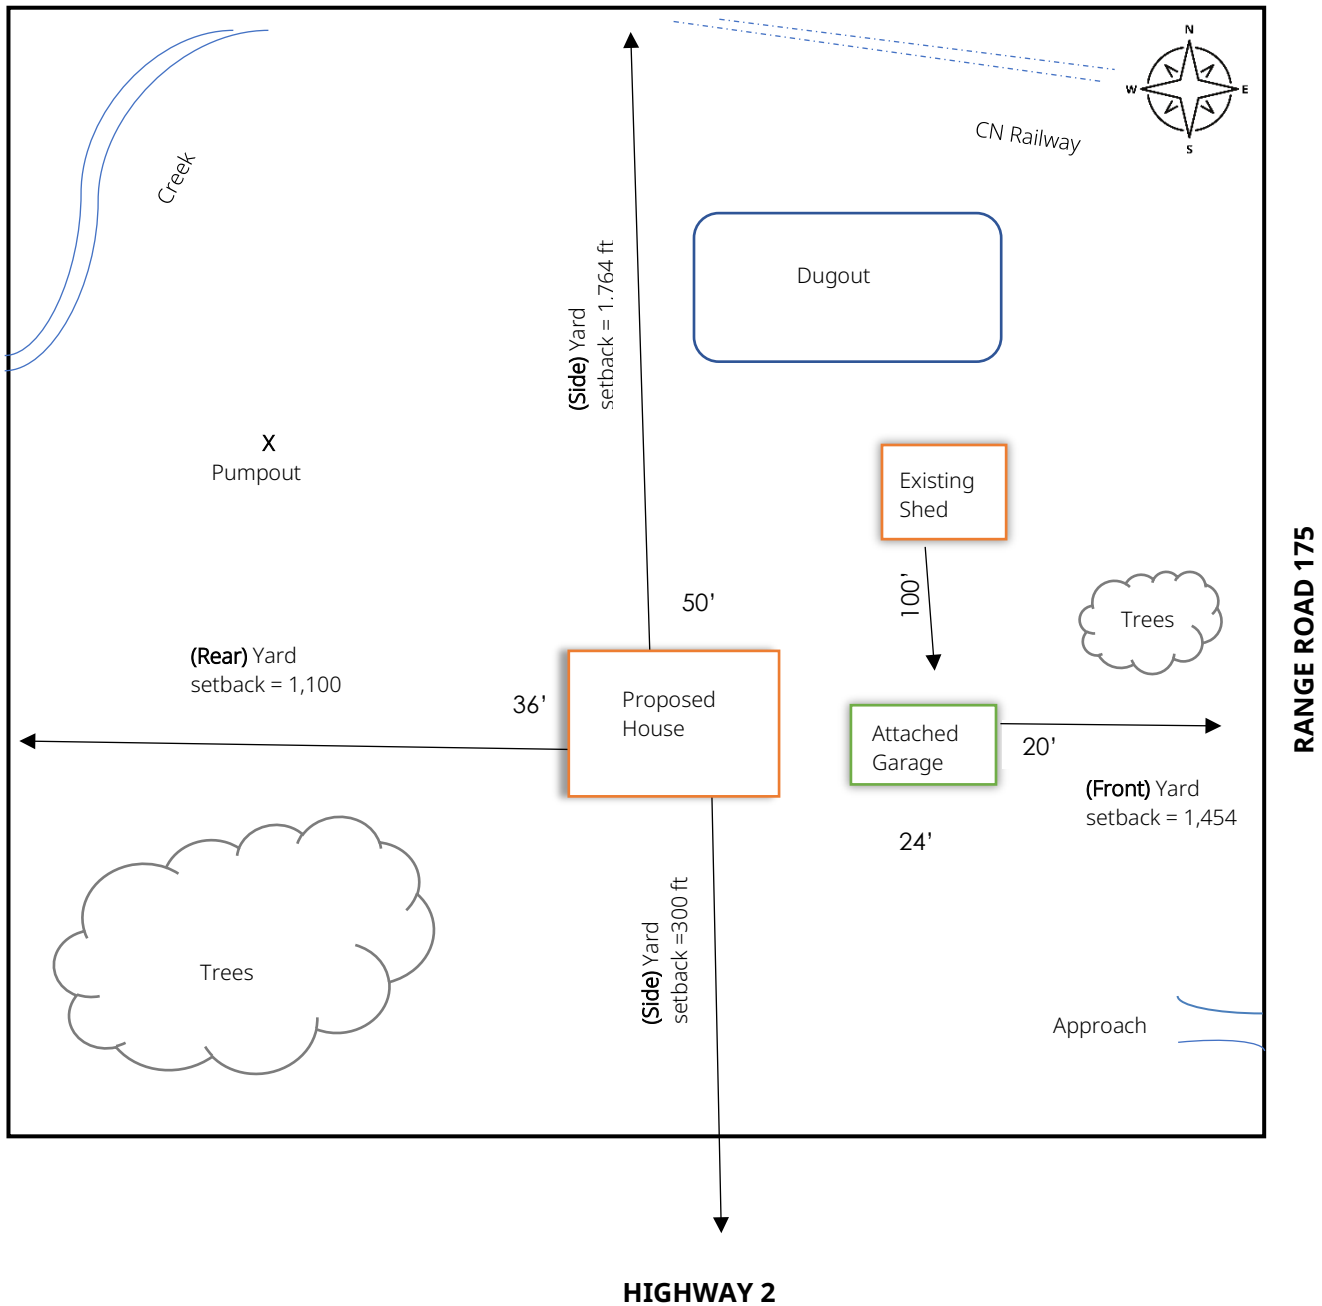 N
W
E
S
CN Railway
Creek
Dugout
(Side) Yard
setback = 1.764 ft
X
Pumpout
Existing
Shed
100’
50’
Trees
RANGE ROAD 175
(Rear) Yard
setback = 1,100
36’
Proposed
House
Attached
Garage
20’
(Front) Yard
setback = 1,454
24’
(Side) Yard
setback =300 ft
Trees
Approach
HIGHWAY 2